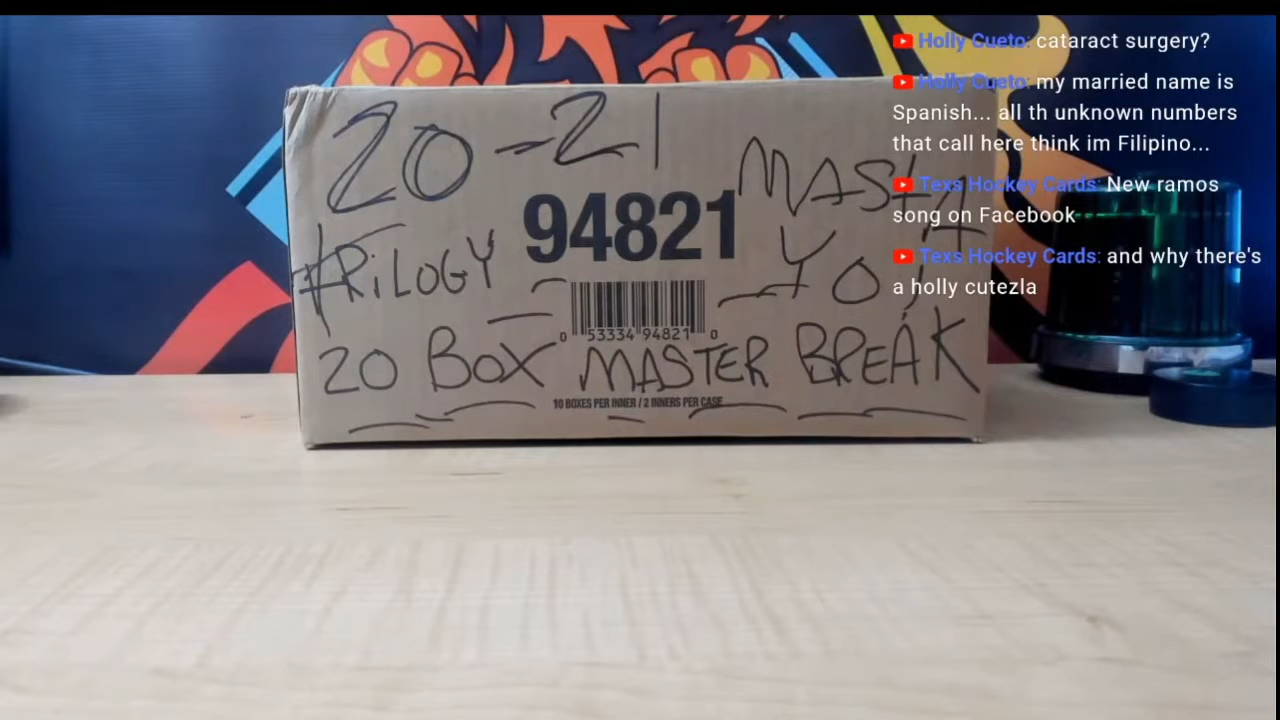 20-21
TRiLOGY
94821
MASTA
YO!
0 53334 94821 0
20 BOX MASTER BREAK
10 BOXES PER INNER / 2 INNERS PER CASE
Holly Cueto: cataract surgery?
Holly Cueto: my married name is
Spanish... all th unknown numbers
that call here think im Filipino...
Texs Hockey Cards: New ramos
song on Facebook
Texs Hockey Cards: and why there's
a holly cutezla